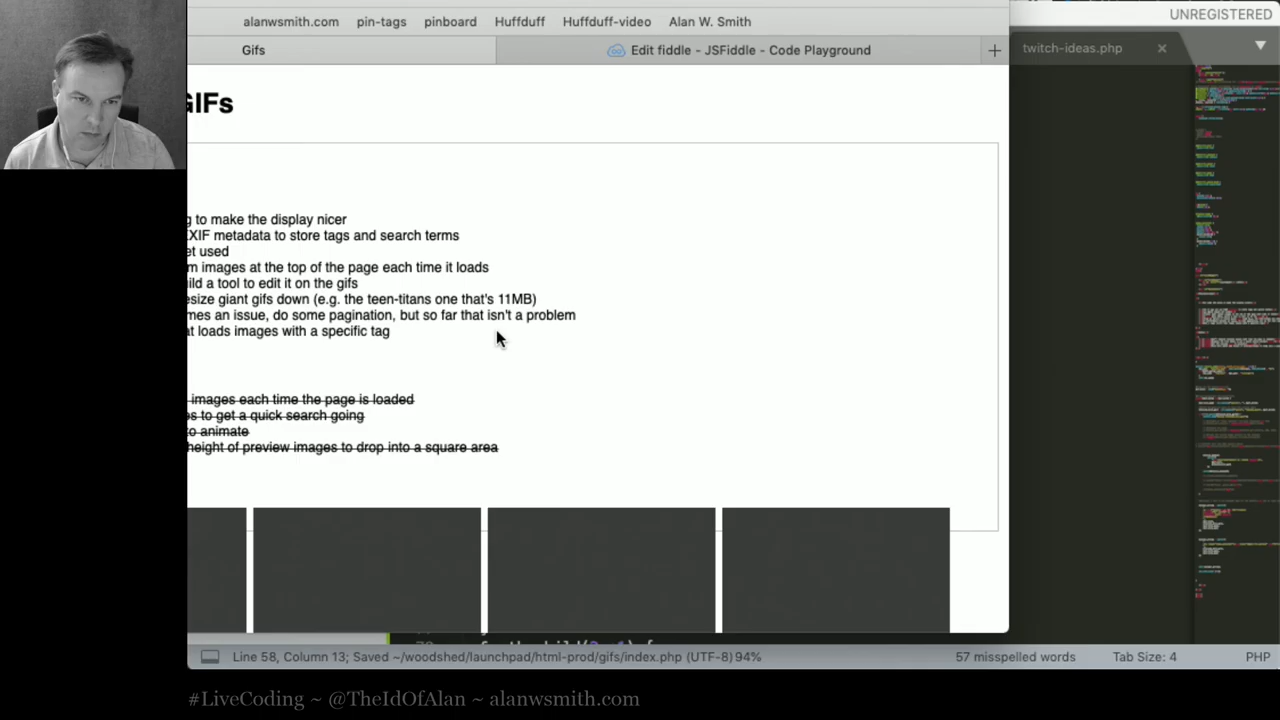 UNREGISTERED
alanwsmith.com pin-tags pinboard Huffduff Huffduff-video Alan W. Smith
Gifs Edit fiddle - JSFiddle - Code Playground
twitch-ideas.php
GIFs
g to make the display nicer
XIF metadata to store tags and search terms
et used
m images at the top of the page each time it loads
ild a tool to edit it on the gifs
esize giant gifs down (e.g. the teen-titans one that's 11MB)
mes an issue, do some pagination, but so far that isn't a problem
at loads images with a specific tag
images each time the page is loaded
es to get a quick search going
to animate
height of preview images to drop into a square area
Line 58, Column 13; Saved ~/woodshed/launchpad/html-prod/gifs/index.php (UTF-8) 94% 57 misspelled words Tab Size: 4 PHP
#LiveCoding ~ @TheIdOfAlan ~ alanwsmith.com